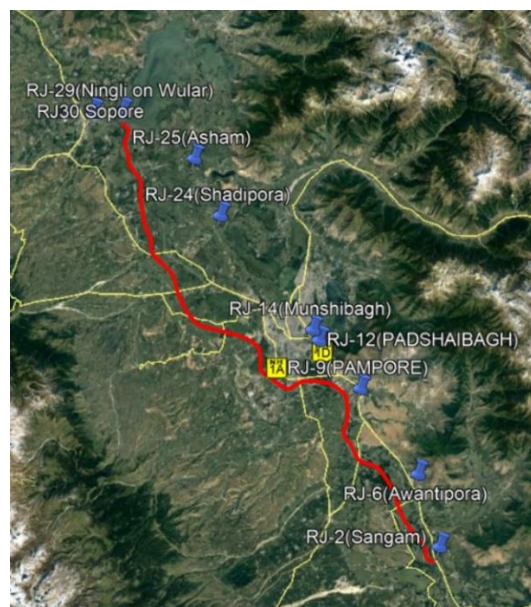 RJ-29(Ningli on Wular)
RJ30 Sopore
RJ-25(Asham)
RJ-24(Shadipora)
RJ-14(Munshibagh)
RJ-12(PADSHAIBAGH)
1D
1A
RJ-9(PAMPORE)
RJ-6(Awantipora)
RJ-2(Sangam)